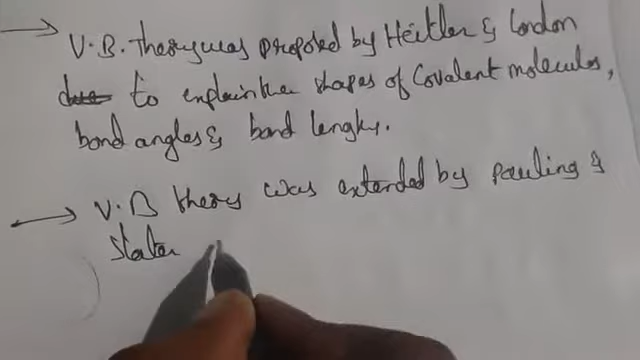 → V.B. theory was proposed by Heitler & London
due to explain the shapes of Covalent molecules,
bond angles & bond lengths.
→ V.B theory was extended by pauling &
slater